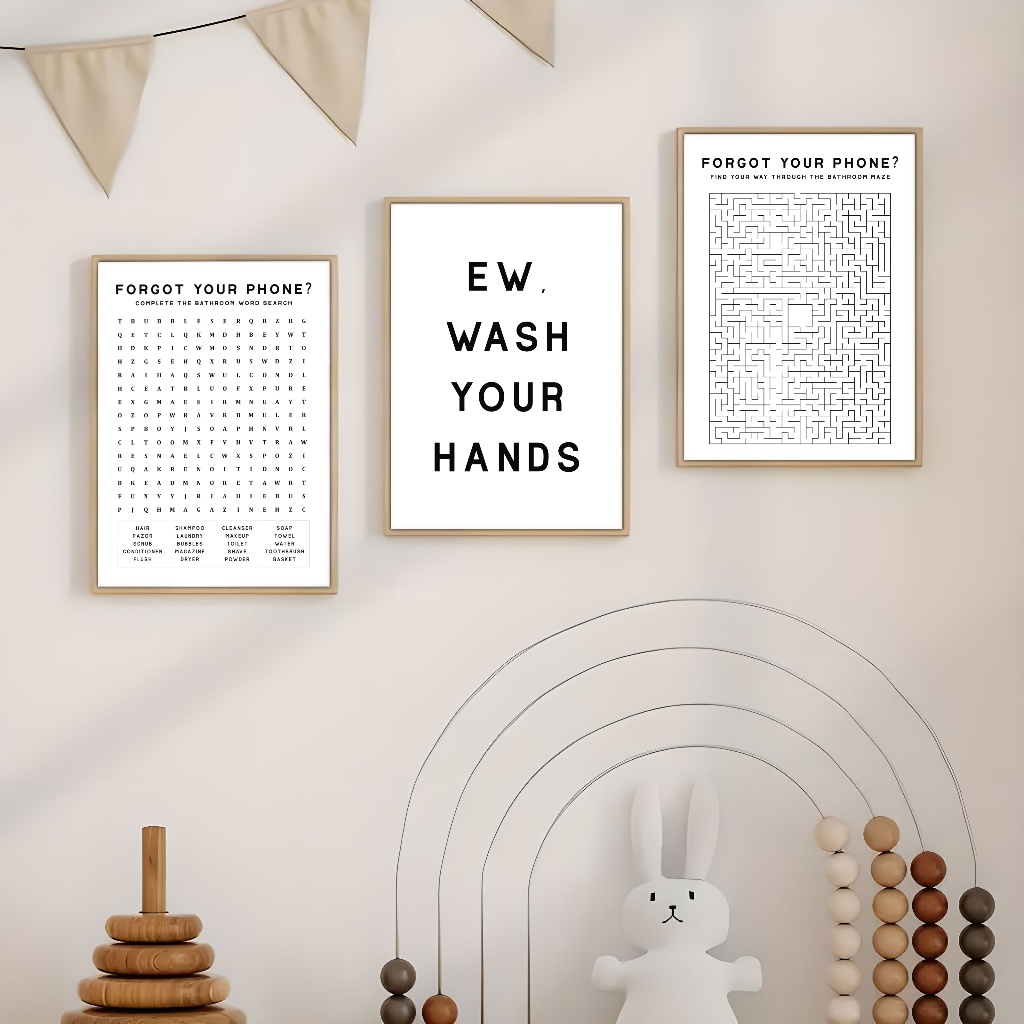 FORGOT YOUR PHONE?
COMPLETE THE BATHROOM WORD SEARCH
T B U B B L E S E R Q R Z R G
Q E T C L Q K M D H B E Y W T
H D K P I C W M O S N O R T O
H Z G S E H Q X R U S W D Z I
R A I H A Q S W U L C D N D L
H C E A T B L U O F X P U R E
E X G M A E E I R M N U A Y T
O Z O P W R A V R B M U L E R
S P B O Y J S O A P H N V R L
C L T O O M X F V H V T R A W
R E S N A E L C W X S P O Z I
U Q A K R E N O I T I D N O C
B K E A D M N O R E T A W R T
F U X Y Y J R I A H I E B U S
P J Q H M A G A Z I N E H Z C
HAIR SHAMPOO CLEANSER SOAP
RAZOR LAUNDRY MAKEUP TOWEL
SCRUB BUBBLES TOILET WATER
CONDITIONER MAGAZINE SHAVE TOOTHBRUSH
FLUSH DRYER POWDER BASKET
EW,
WASH
YOUR
HANDS
FORGOT YOUR PHONE?
FIND YOUR WAY THROUGH THE BATHROOM MAZE